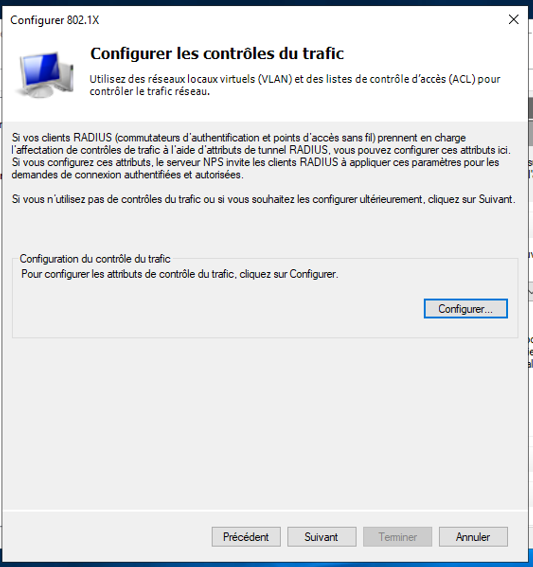 Configurer 802.1X
Configurer les contrôles du trafic
Utilisez des réseaux locaux virtuels (VLAN) et des listes de contrôle d'accès (ACL) pour
contrôler le trafic réseau.
Si vos clients RADIUS (commutateurs d'authentification et points d'accès sans fil) prennent en charge
l'affectation de contrôles de trafic à l'aide d'attributs de tunnel RADIUS, vous pouvez configurer ces attributs ici.
Si vous configurez ces attributs, le serveur NPS invite les clients RADIUS à appliquer ces paramètres pour les
demandes de connexion authentifiées et autorisées.
Si vous n'utilisez pas de contrôles du trafic ou si vous souhaitez les configurer ultérieurement, cliquez sur Suivant.
Configuration du contrôle du trafic
Pour configurer les attributs de contrôle du trafic, cliquez sur Configurer.
Configurer...
Précédent
Suivant
Terminer
Annuler